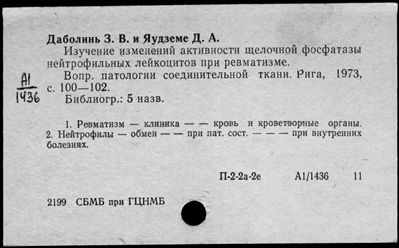 Даболинь З. В. и Яудземе Д. А.
Изучение изменений активности щелочной фосфатазы
нейтрофильных лейкоцитов при ревматизме.
Вопр. патологии соединительной ткани. Рига, 1973,
с. 100—102.
Библиогр.: 5 назв.
А1
1436
1. Ревматизм — клиника — — кровь и кроветворные органы.
2. Нейтрофилы — обмен — — при пат. сост. — — — при внутренних
болезнях.
П-2-2а-2е А1/1436 11
2199 СБМБ при ГЦНМБ